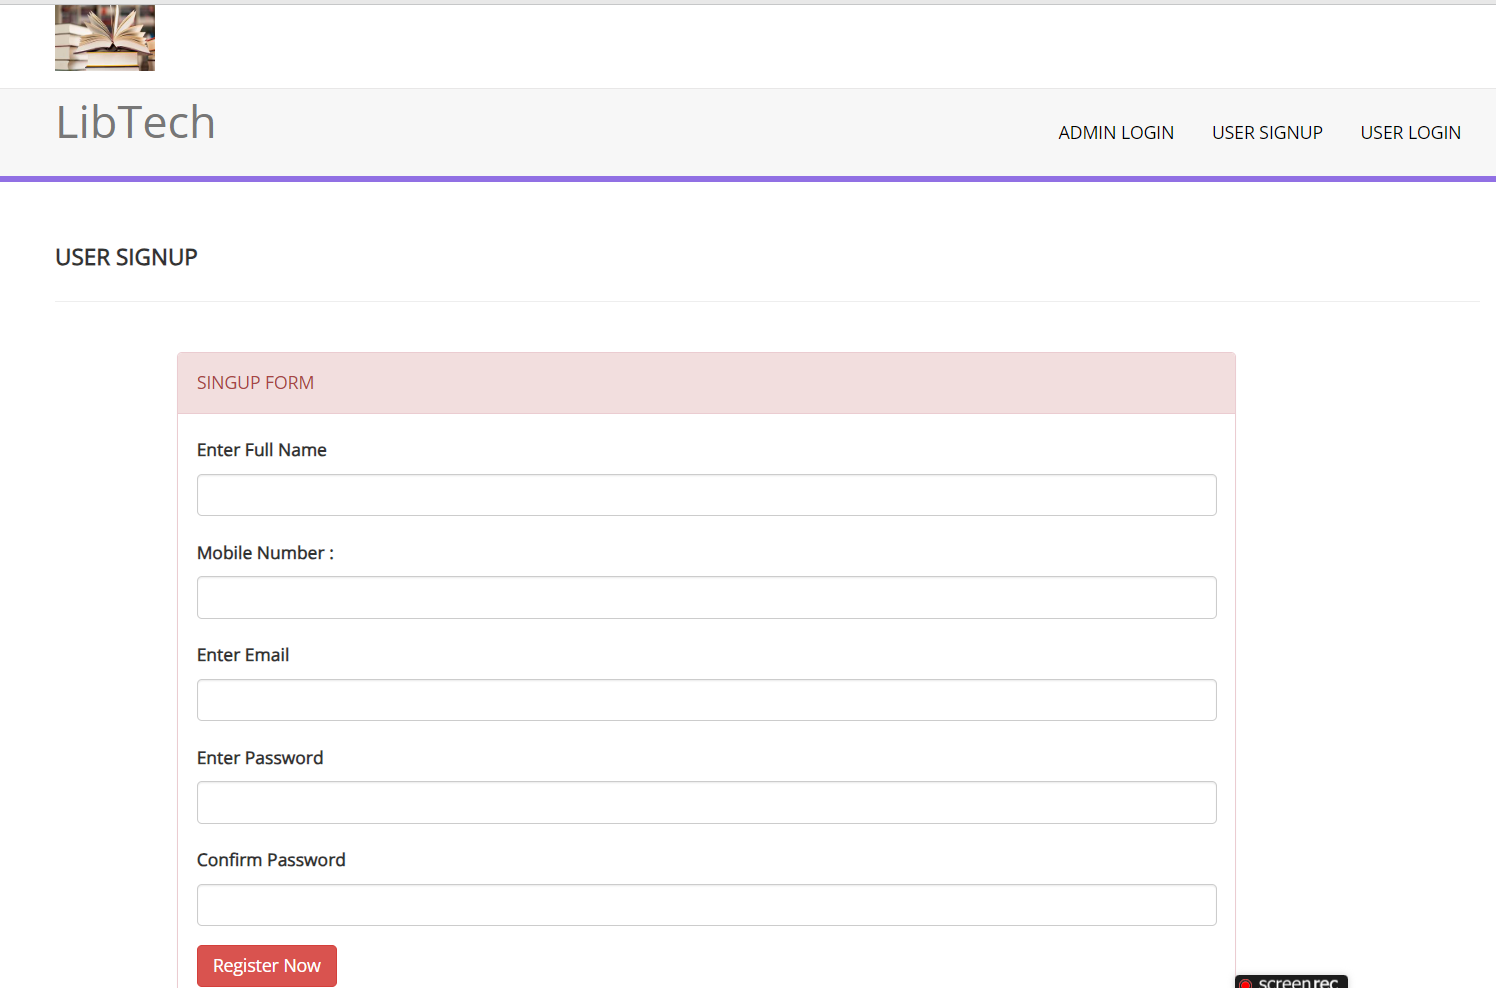 LibTech
ADMIN LOGIN USER SIGNUP USER LOGIN
USER SIGNUP
SINGUP FORM
Enter Full Name
Mobile Number :
Enter Email
Enter Password
Confirm Password
Register Now
screenrec